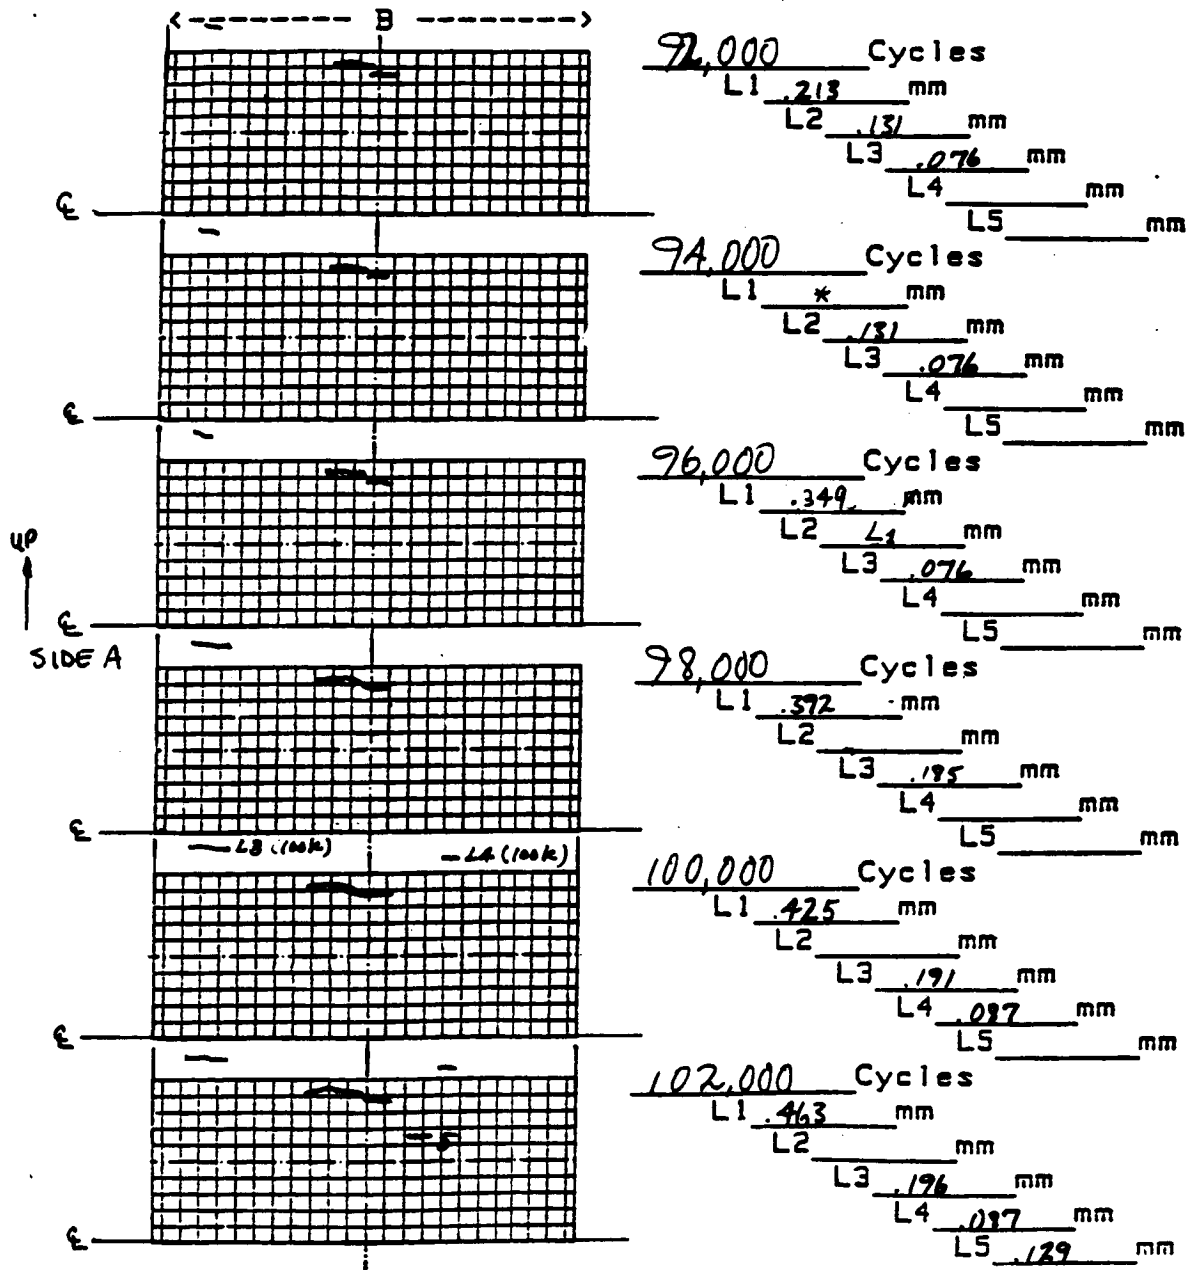 B
92,000 Cycles
L1 .213 mm
L2 .131 mm
L3 .076 mm
L4 mm
L5 mm
℄
94,000 Cycles
L1 * mm
L2 .131 mm
L3 .076 mm
L4 mm
L5 mm
℄
96,000 Cycles
L1 .349 mm
L2 L1 mm
L3 .076 mm
L4 mm
L5 mm
UP
℄
SIDE A
98,000 Cycles
L1 .392 mm
L2 mm
L3 .185 mm
L4 mm
L5 mm
℄
L3 (100k) L4 (100k)
100,000 Cycles
L1 .425 mm
L2 mm
L3 .191 mm
L4 .087 mm
L5 mm
℄
102,000 Cycles
L1 .463 mm
L2 mm
L3 .196 mm
L4 .087 mm
L5 .129 mm
5
℄